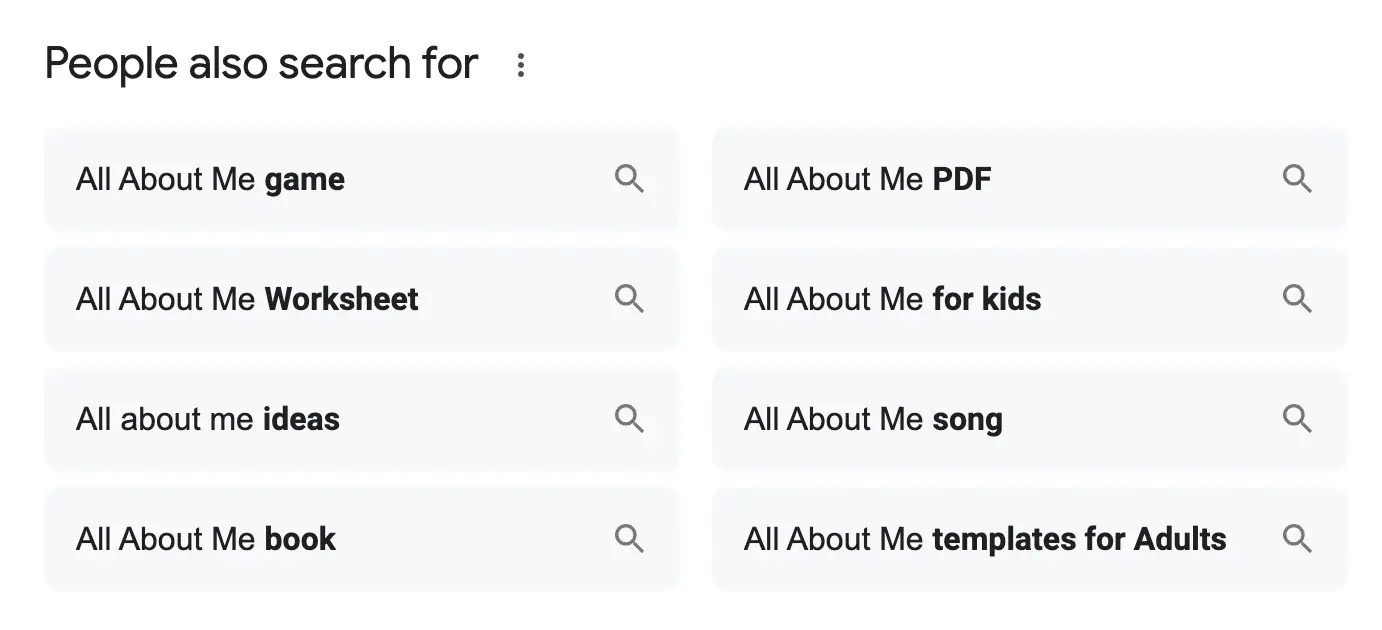 People also search for
All About Me game
All About Me PDF
All About Me Worksheet
All About Me for kids
All about me ideas
All About Me song
All About Me book
All About Me templates for Adults